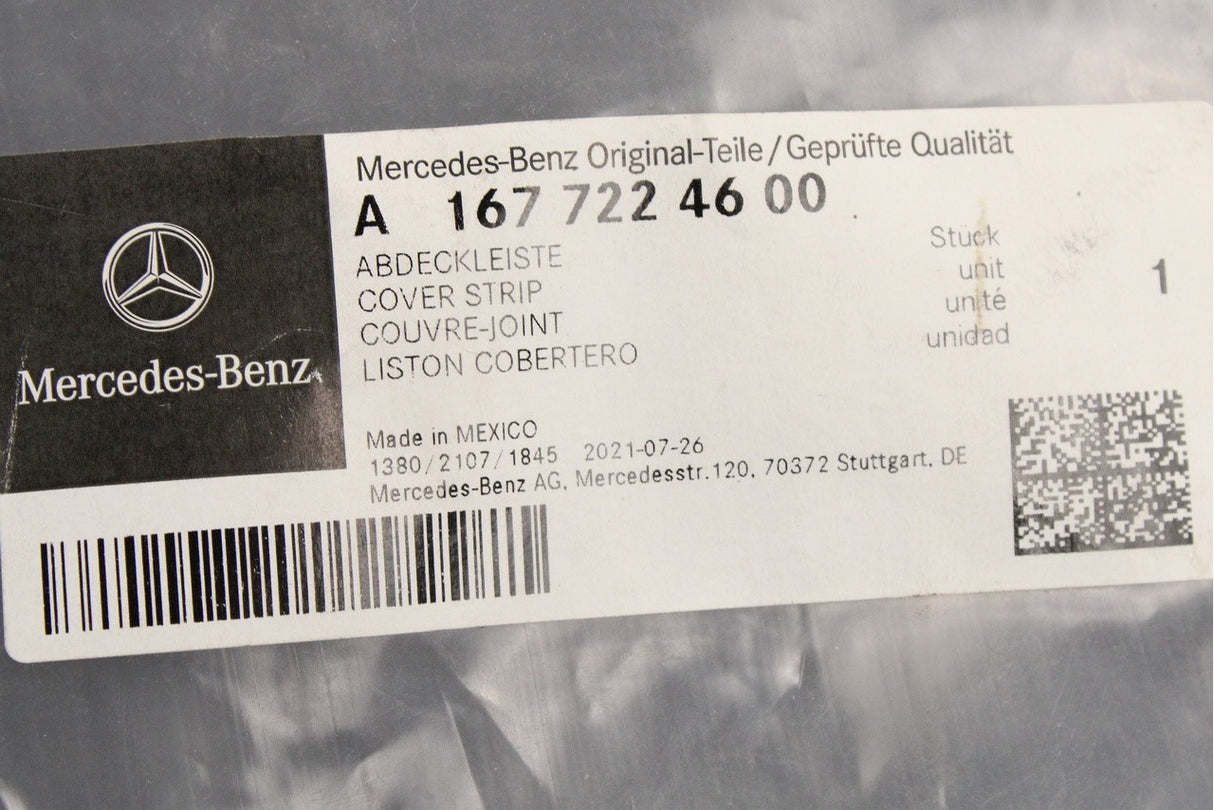 Mercedes-Benz
Mercedes-Benz Original-Teile/Geprüfte Qualität
A 167 722 46 00
ABDECKLEISTE
COVER STRIP
COUVRE-JOINT
LISTON COBERTERO
Stück
unit
unité
unidad
1
Made in MEXICO
1380/2107/1845 2021-07-26
Mercedes-Benz AG, Mercedesstr.120, 70372 Stuttgart, DE